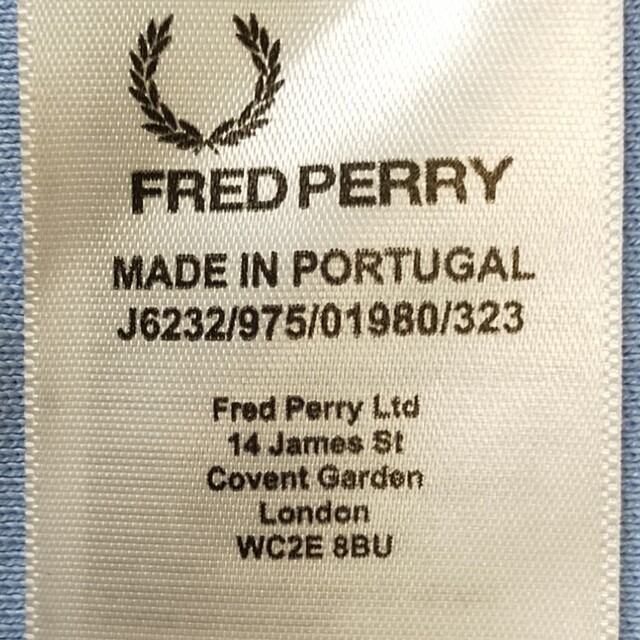 FRED PERRY
MADE IN PORTUGAL
J6232/975/01980/323
Fred Perry Ltd
14 James St
Covent Garden
London
WC2E 8BU